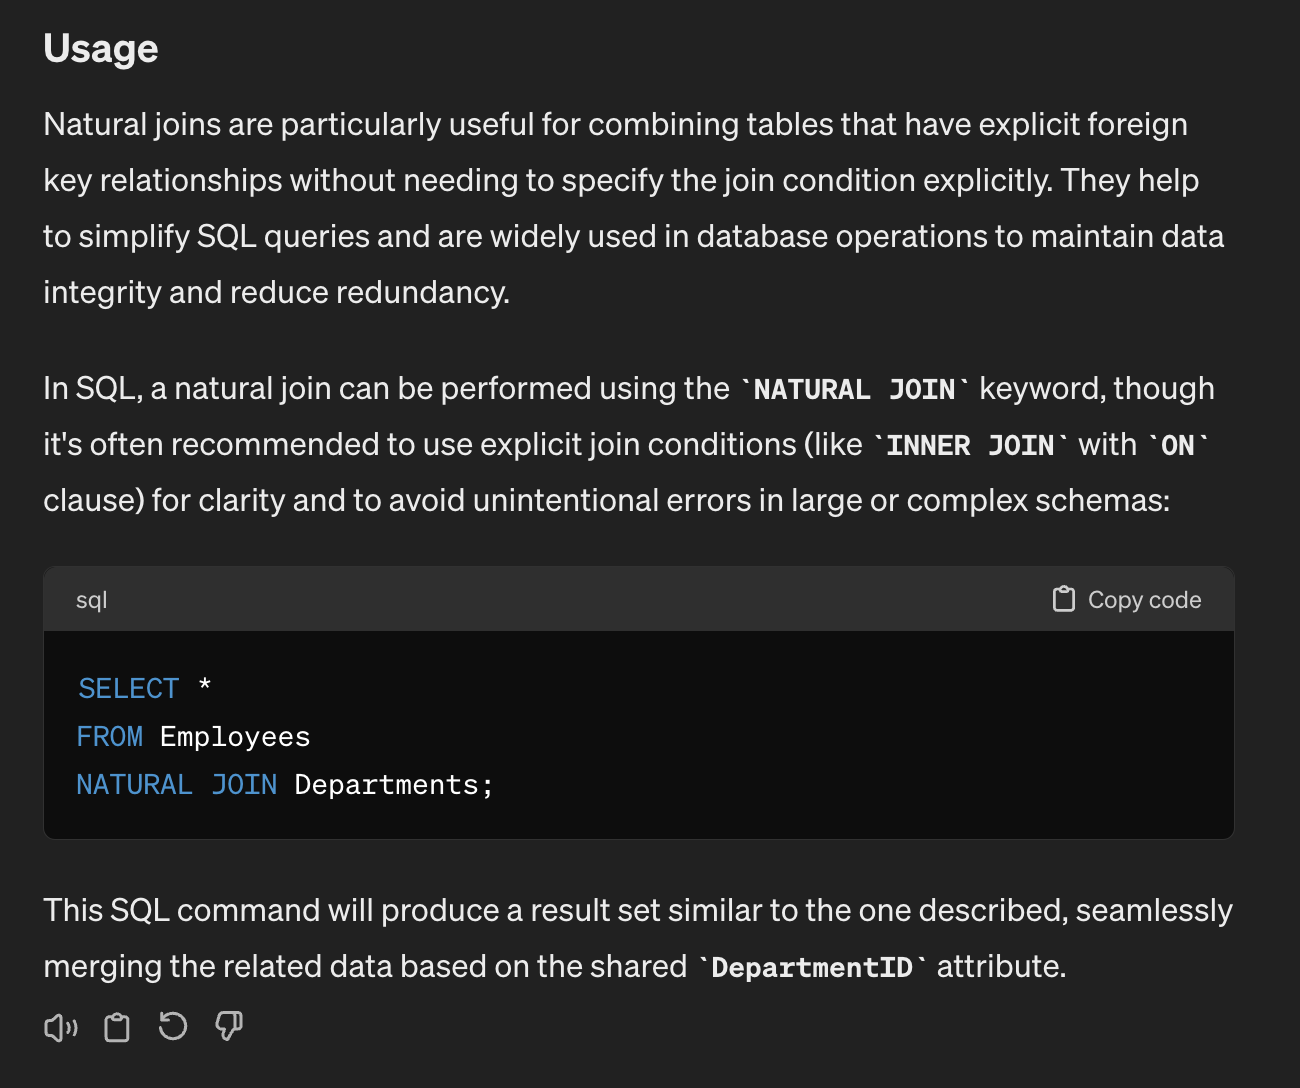 Usage
Natural joins are particularly useful for combining tables that have explicit foreign
key relationships without needing to specify the join condition explicitly. They help
to simplify SQL queries and are widely used in database operations to maintain data
integrity and reduce redundancy.
In SQL, a natural join can be performed using the `NATURAL JOIN` keyword, though
it's often recommended to use explicit join conditions (like `INNER JOIN` with `ON`
clause) for clarity and to avoid unintentional errors in large or complex schemas:
sql Copy code
SELECT *
FROM Employees
NATURAL JOIN Departments;
This SQL command will produce a result set similar to the one described, seamlessly
merging the related data based on the shared `DepartmentID` attribute.